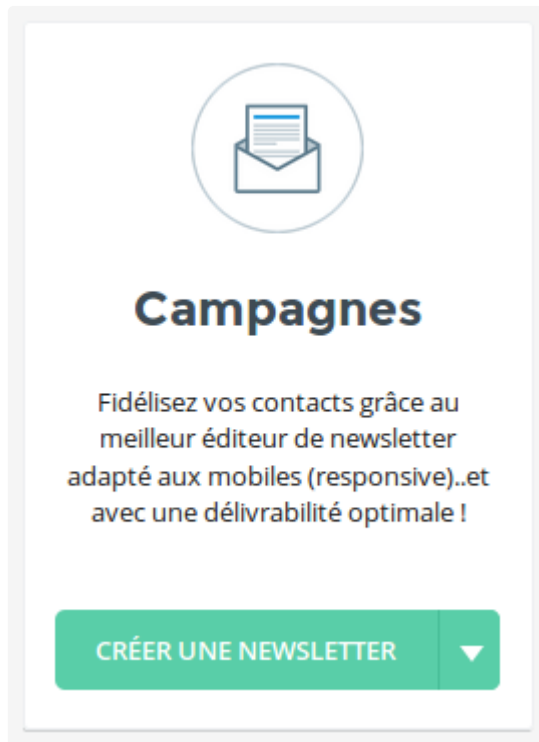 Campagnes
Fidélisez vos contacts grâce au
meilleur éditeur de newsletter
adapté aux mobiles (responsive)..et
avec une délivrabilité optimale !
CRÉER UNE NEWSLETTER